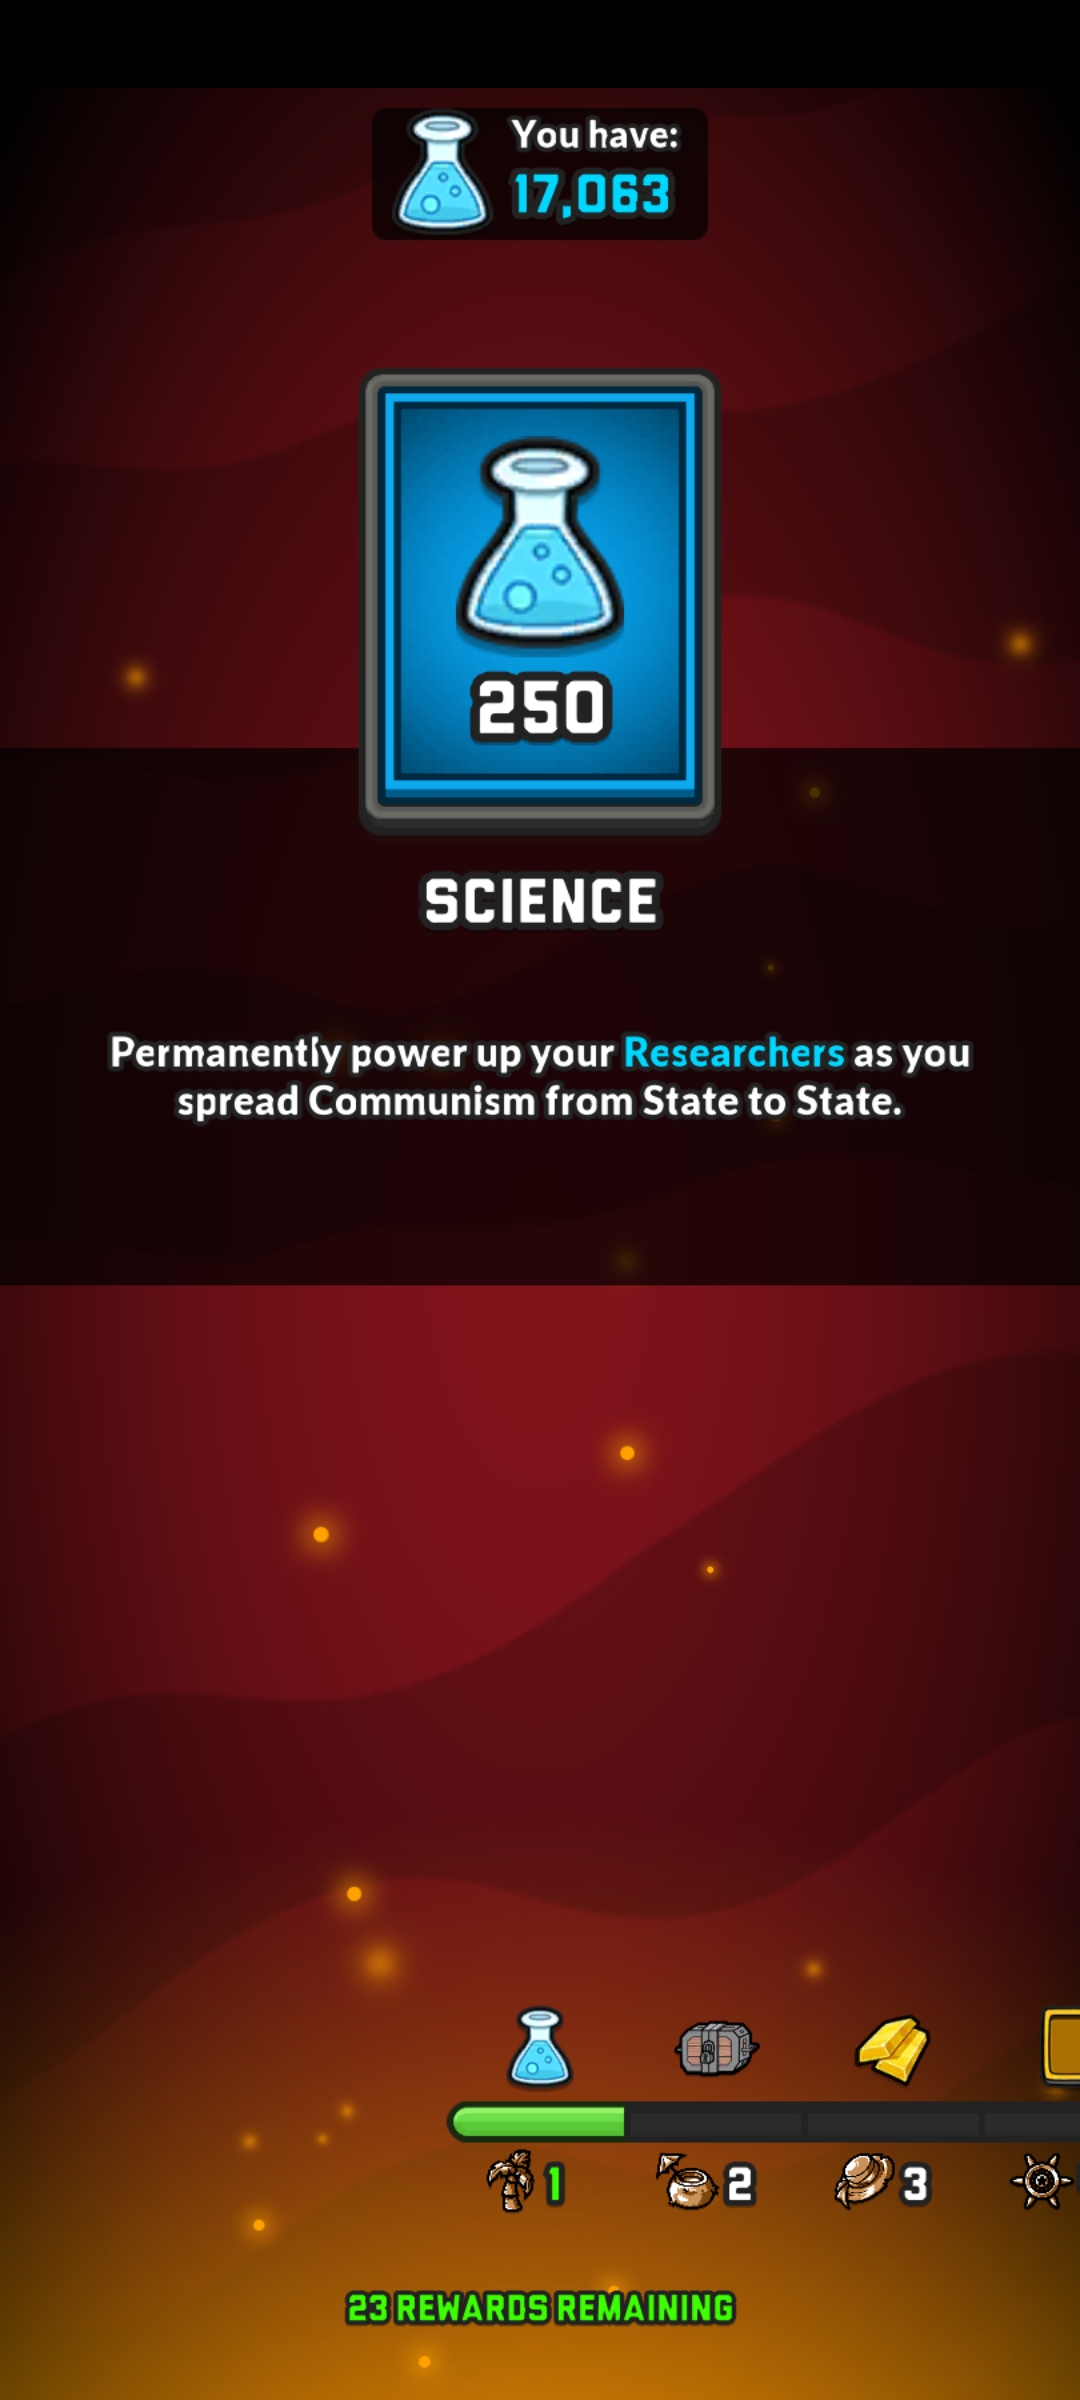 You have:
17,063
250
SCIENCE
Permanently power up your Researchers as you
spread Communism from State to State.
1 2 3
23 REWARDS REMAINING